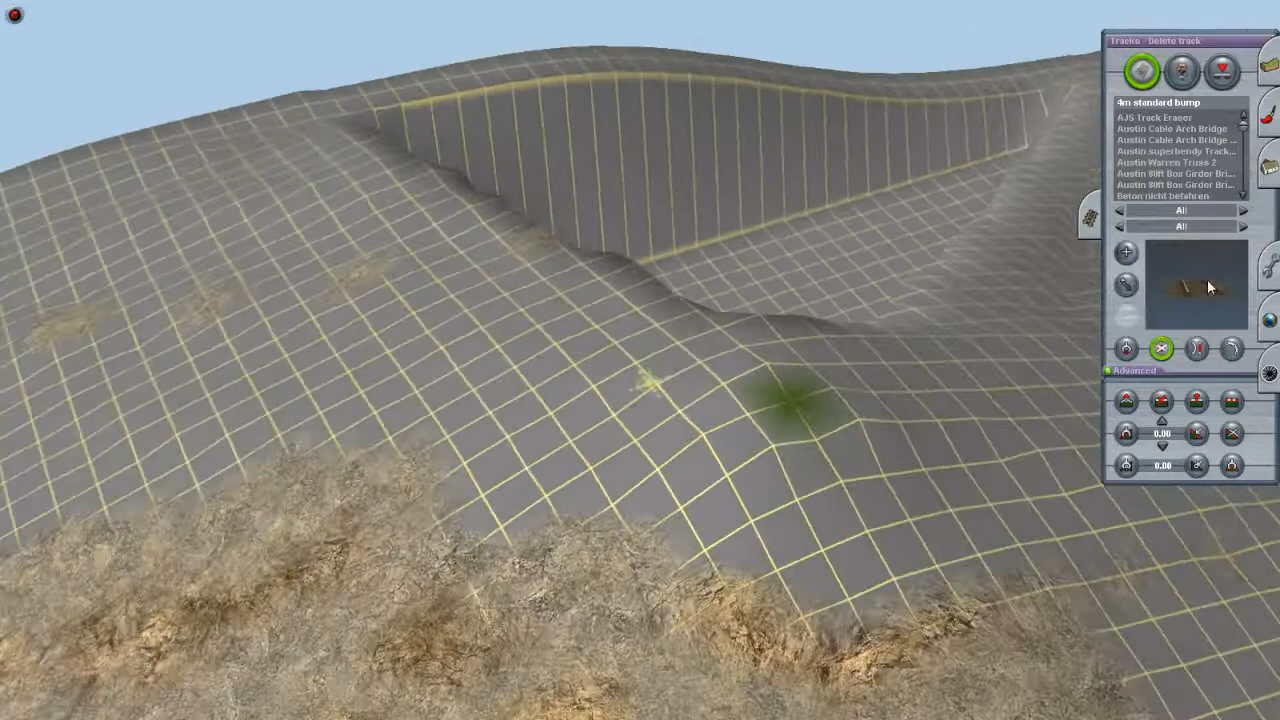 Tracks - Delete track
4m standard bump
AJS Track Eraser
Austin Cable Arch Bridge
Austin Cable Arch Bridge ...
Austin superbendy Track...
Austin Warren Truss 2
Austin 80ft Box Girder Bri...
Austin 80ft Box Girder Bri...
Beton nicht befahren
All
All
Advanced
0.00
0.00